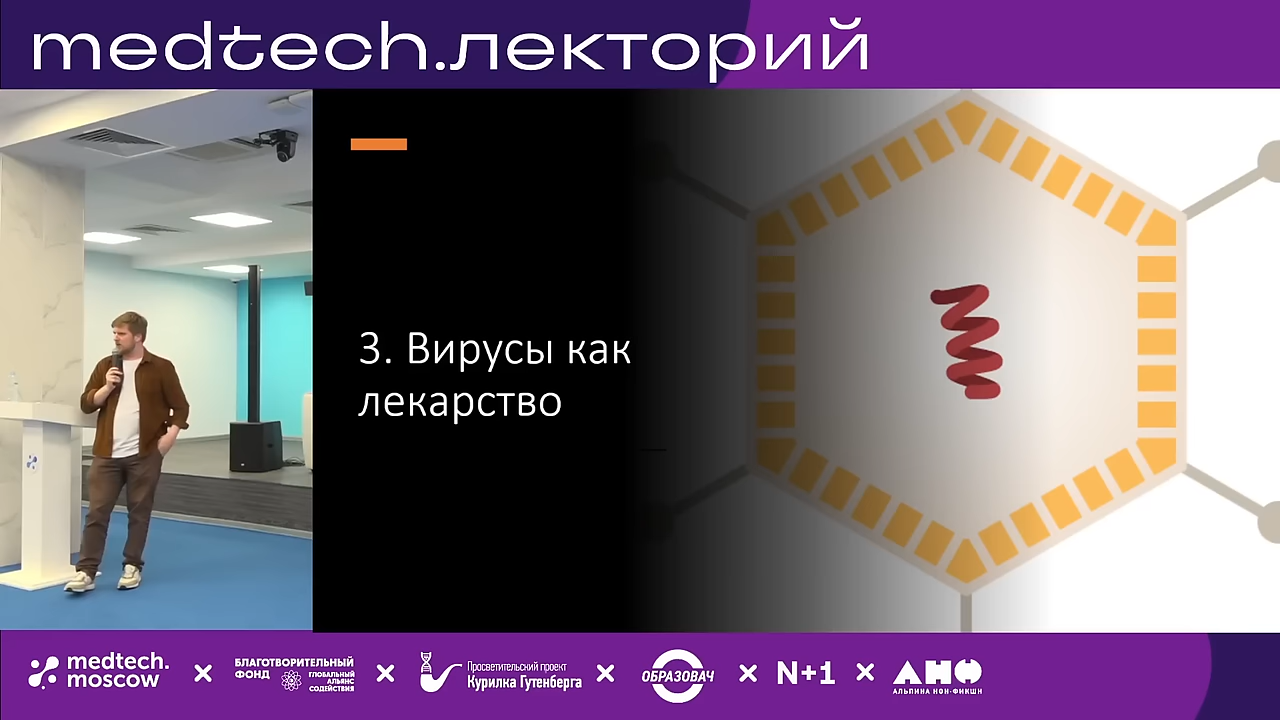 medtech.лекторий
3. Вирусы как
лекарство
medtech.
moscow
×
БЛАГОТВОРИТЕЛЬНЫЙ
ФОНД
ГЛОБАЛЬНЫЙ
АЛЬЯНС
СОДЕЙСТВИЯ
×
Просветительский проект
Курилка Гутенберга
×
ОБРАЗОВАЧ
×
N+1
×
АНФ
АЛЬПИНА НОН-ФИКШН